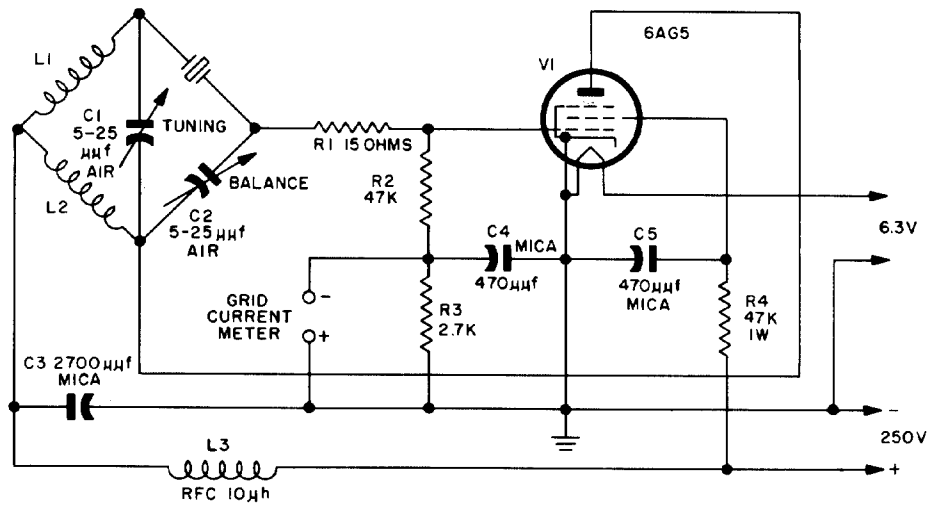 6AG5
V1
L1
C1
5-25
µµf
AIR
TUNING
R1 15 OHMS
BALANCE
L2
C2
5-25µµf
AIR
R2
47K
6.3V
C4
MICA
470µµf
C5
470µµf
MICA
GRID
CURRENT
METER
-
+
R3
2.7K
R4
47K
1W
C3 2700µµf
MICA
-
250V
+
L3
RFC 10µh